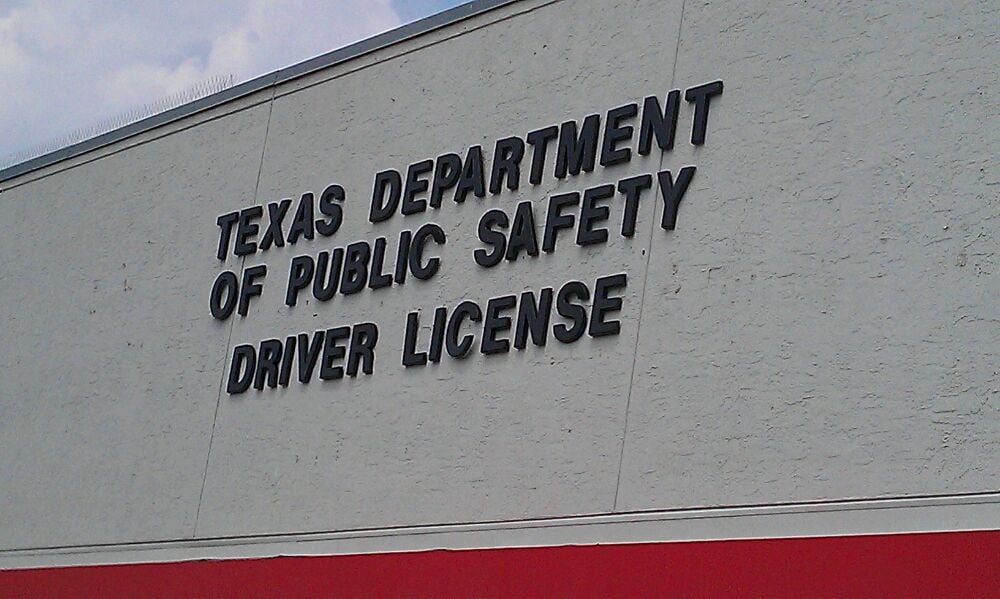 TEXAS DEPARTMENT
OF PUBLIC SAFETY
DRIVER LICENSE